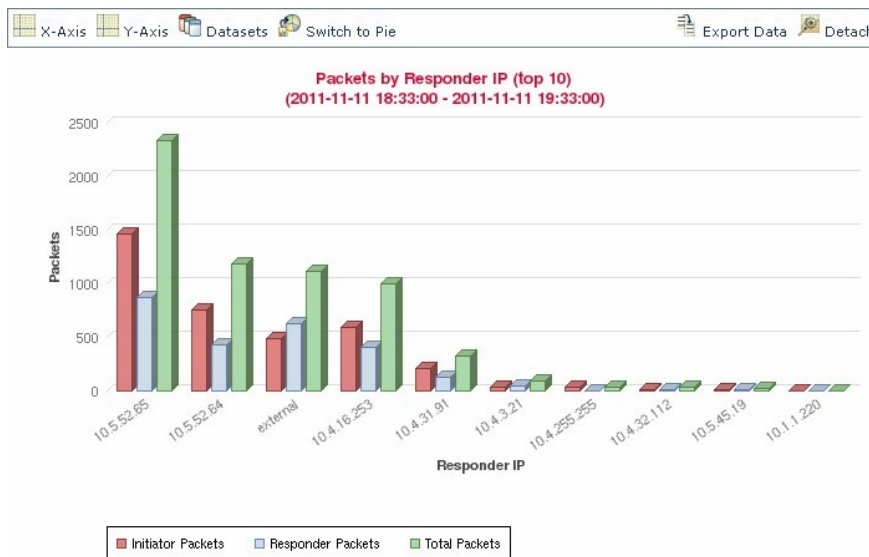 X-Axis Y-Axis Datasets Switch to Pie Export Data Detach
Packets by Responder IP (top 10)
(2011-11-11 18:33:00 - 2011-11-11 19:33:00)
2500
2000
1500
1000
500
0
Packets
10.5.52.65 10.5.52.64 external 10.4.16.253 10.4.31.91 10.4.3.21 10.4.255.255 10.4.32.112 10.5.45.19 10.1.1.220
Responder IP
Initiator Packets Responder Packets Total Packets